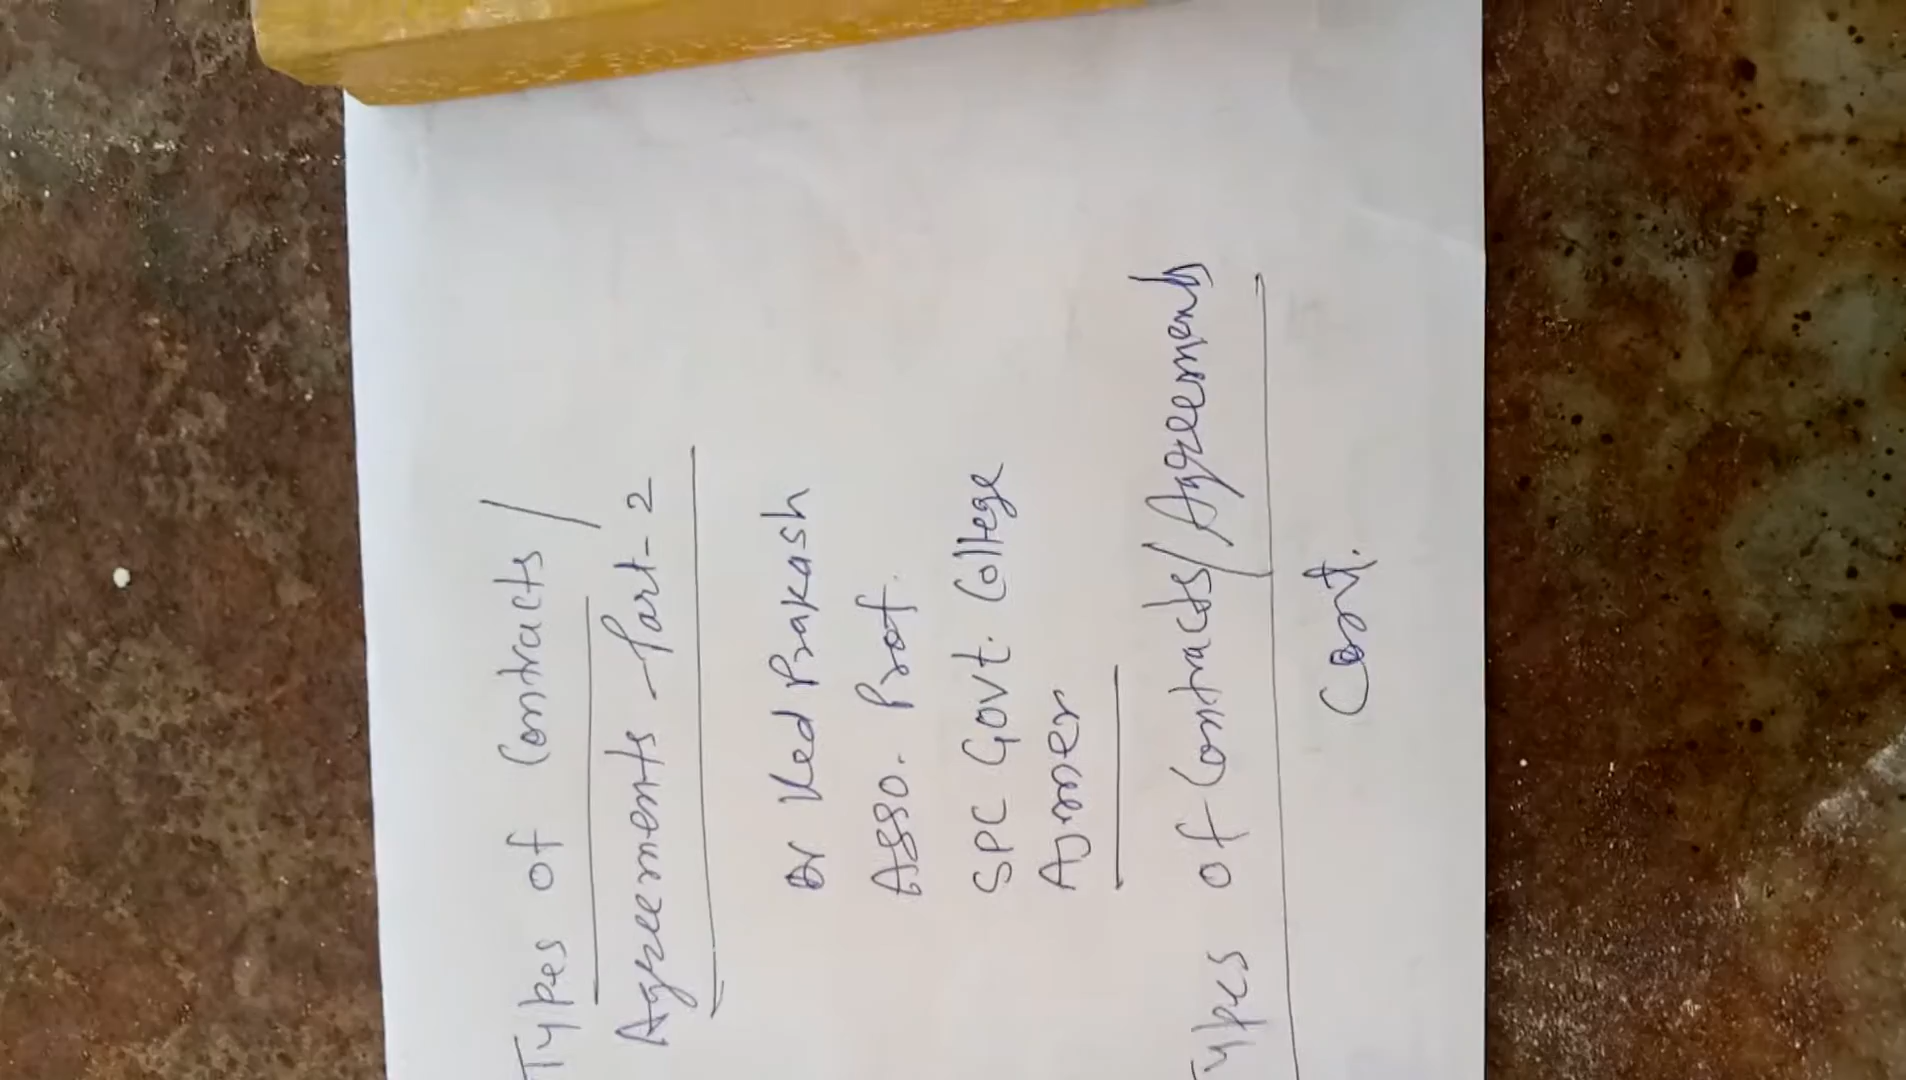 Types of Contracts /
Agreements - Part-2
Dr Ved Prakash
Asso. Prof.
SPC Govt. College
Ajmer
Types of Contracts/Agreements
Cont.